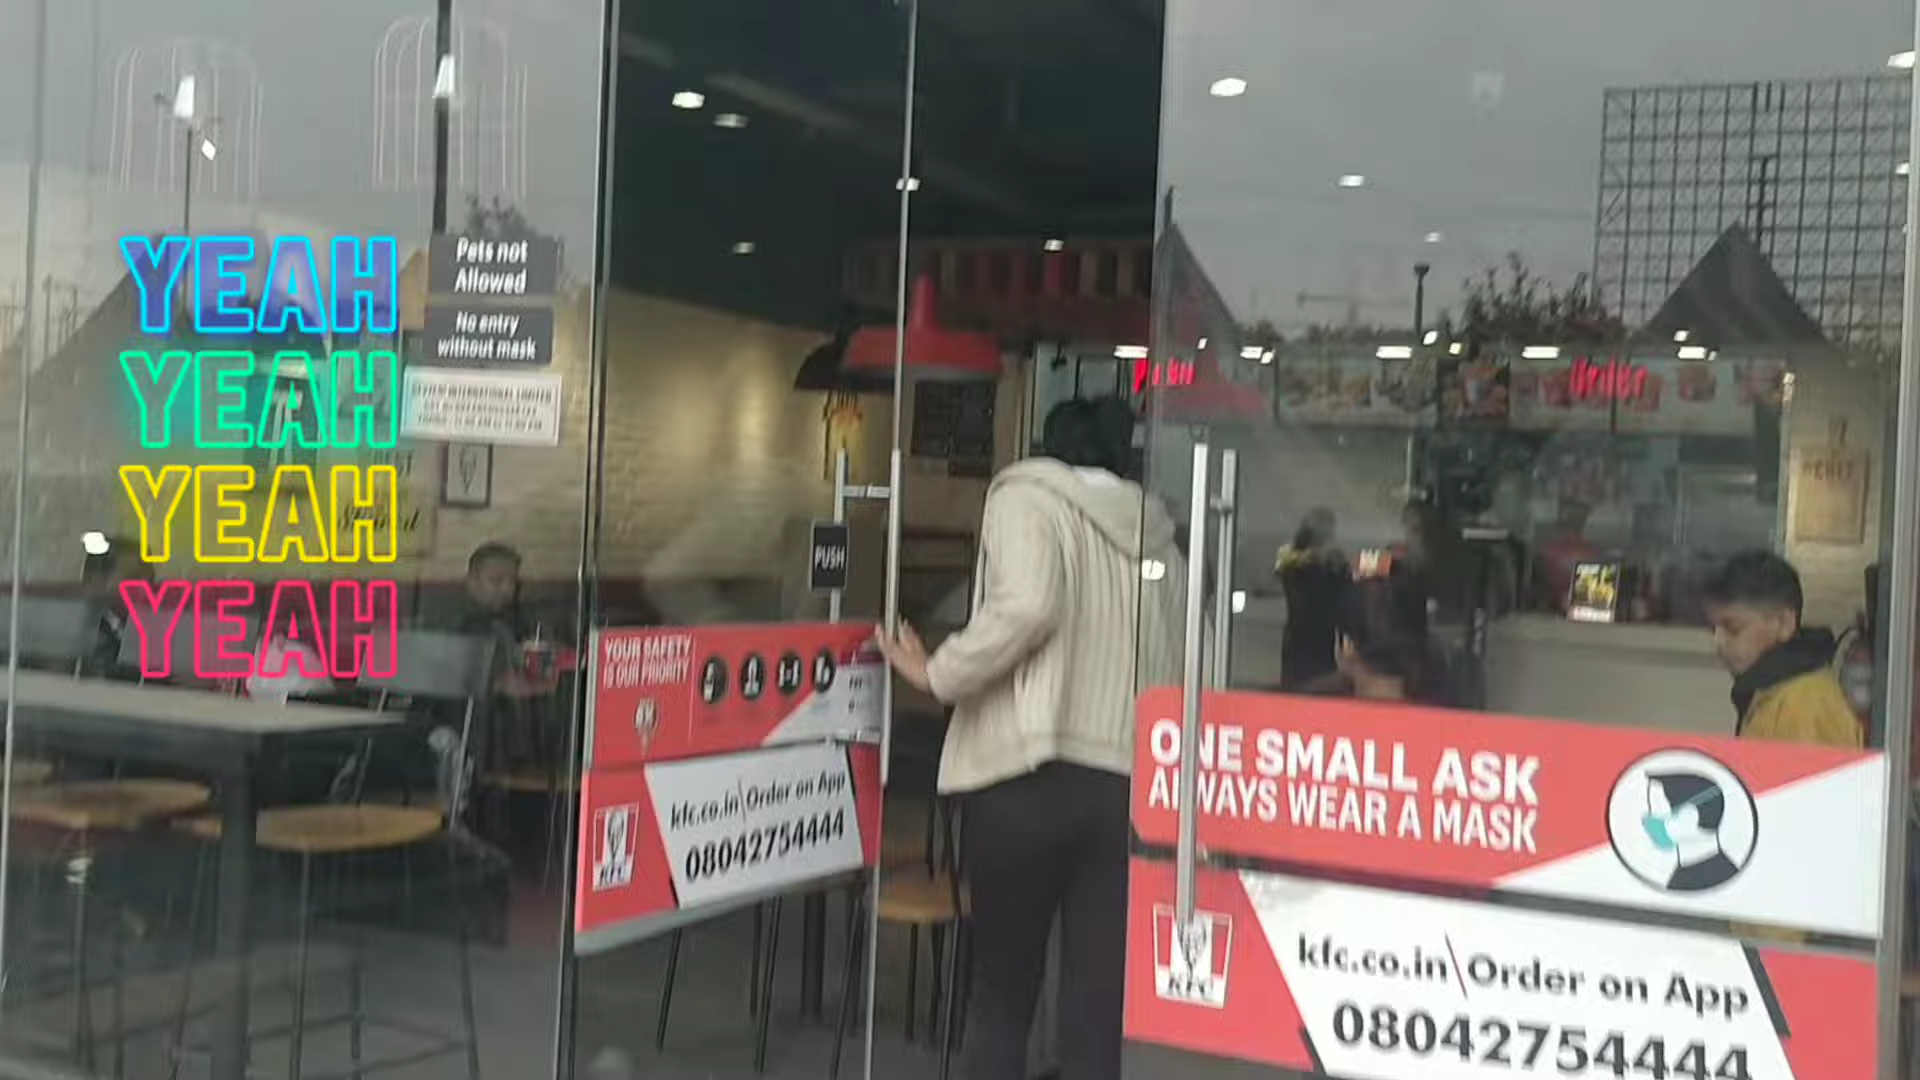 YEAH
YEAH
YEAH
YEAH
Pets not
Allowed
No entry
without mask
PUSH
Order
YOUR SAFETY
IS OUR PRIORITY
kfc.co.in\Order on App
08042754444
KFC
ONE SMALL ASK
ALWAYS WEAR A MASK
KFC
kfc.co.in\Order on App
08042754444